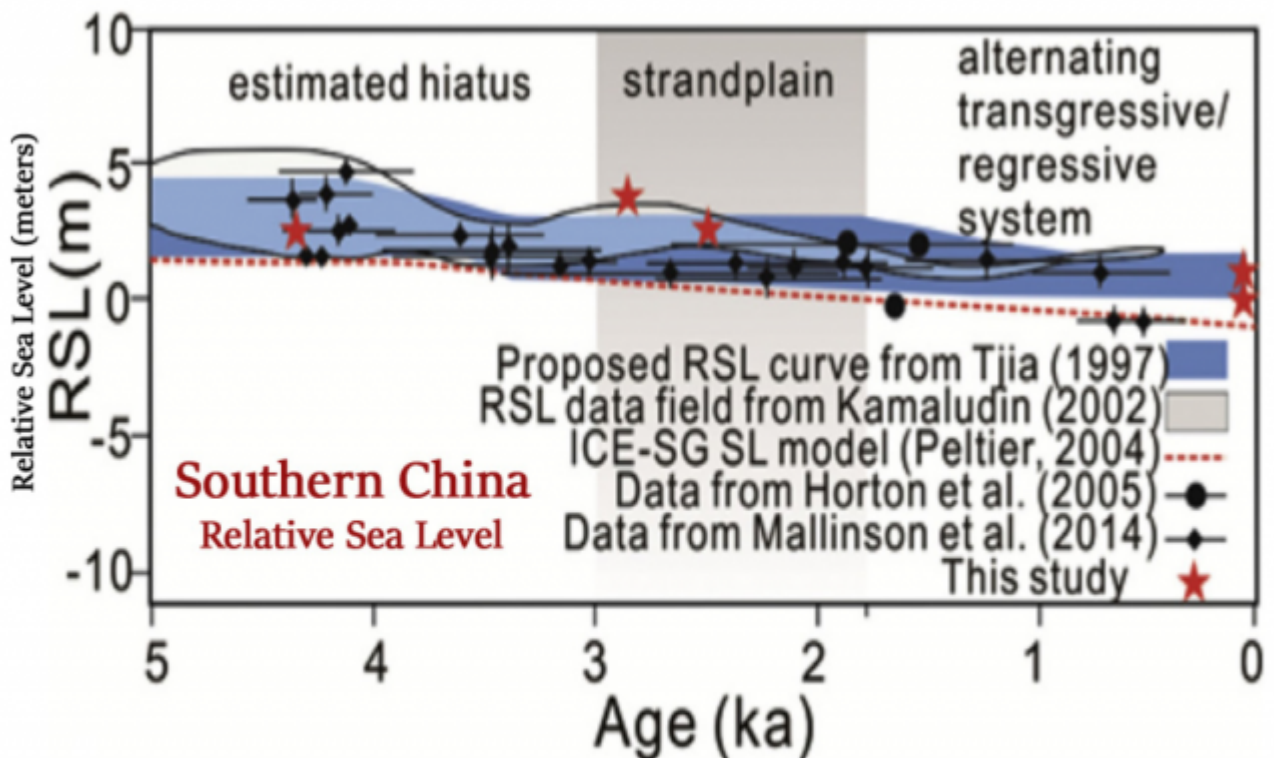 10
5
0
-5
-10
Relative Sea Level (meters)
RSL(m)
estimated hiatus
strandplain
alternating
transgressive/
regressive
system
Proposed RSL curve from Tjia (1997)
RSL data field from Kamaludin (2002)
ICE-SG SL model (Peltier, 2004)
Data from Horton et al. (2005)
Data from Mallinson et al. (2014)
This study
Southern China
Relative Sea Level
5 4 3 2 1 0
Age (ka)